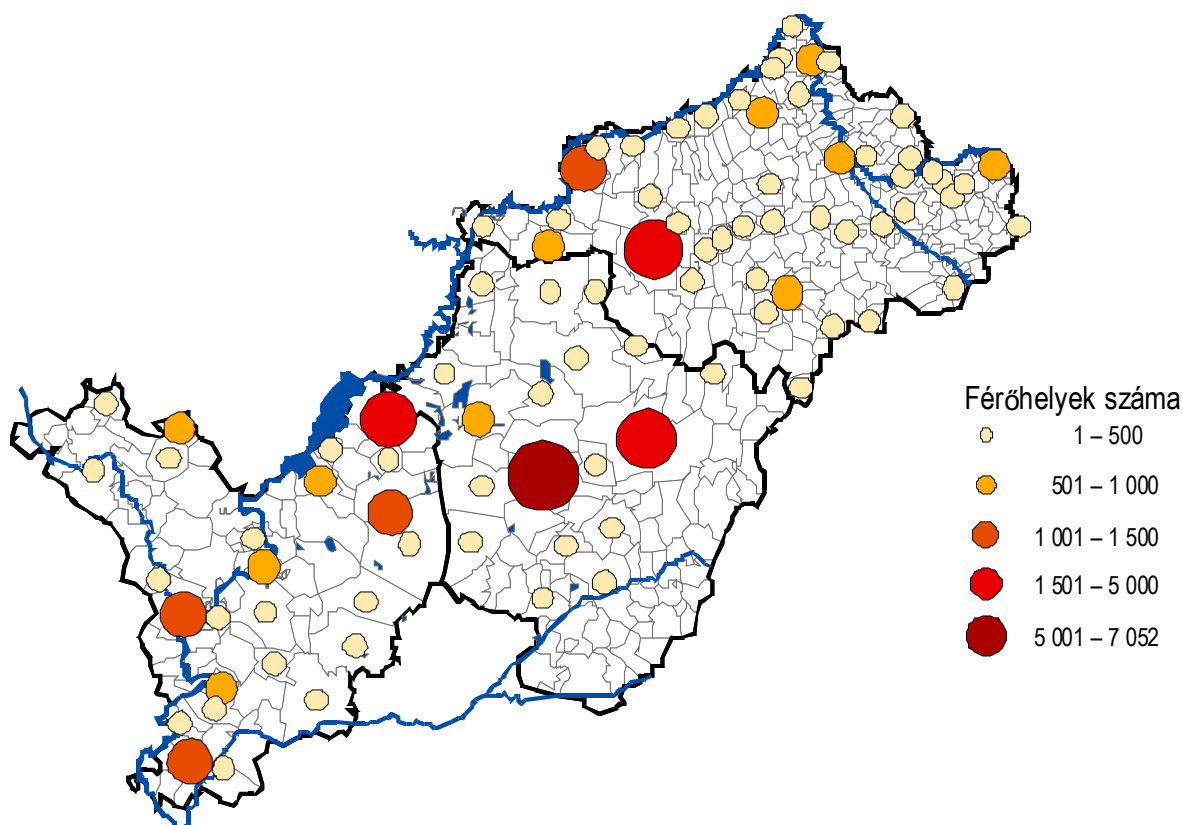 Férőhelyek száma
1 – 500
501 – 1 000
1 001 – 1 500
1 501 – 5 000
5 001 – 7 052